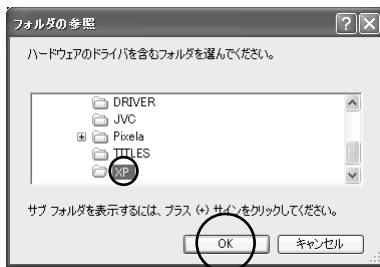 フォルダの参照
ハードウェアのドライバを含むフォルダを選んでください。
DRIVER
JVC
Pixela
TITLES
XP
サブ フォルダを表示するには、プラス (+) サインをクリックしてください。
OK
キャンセル